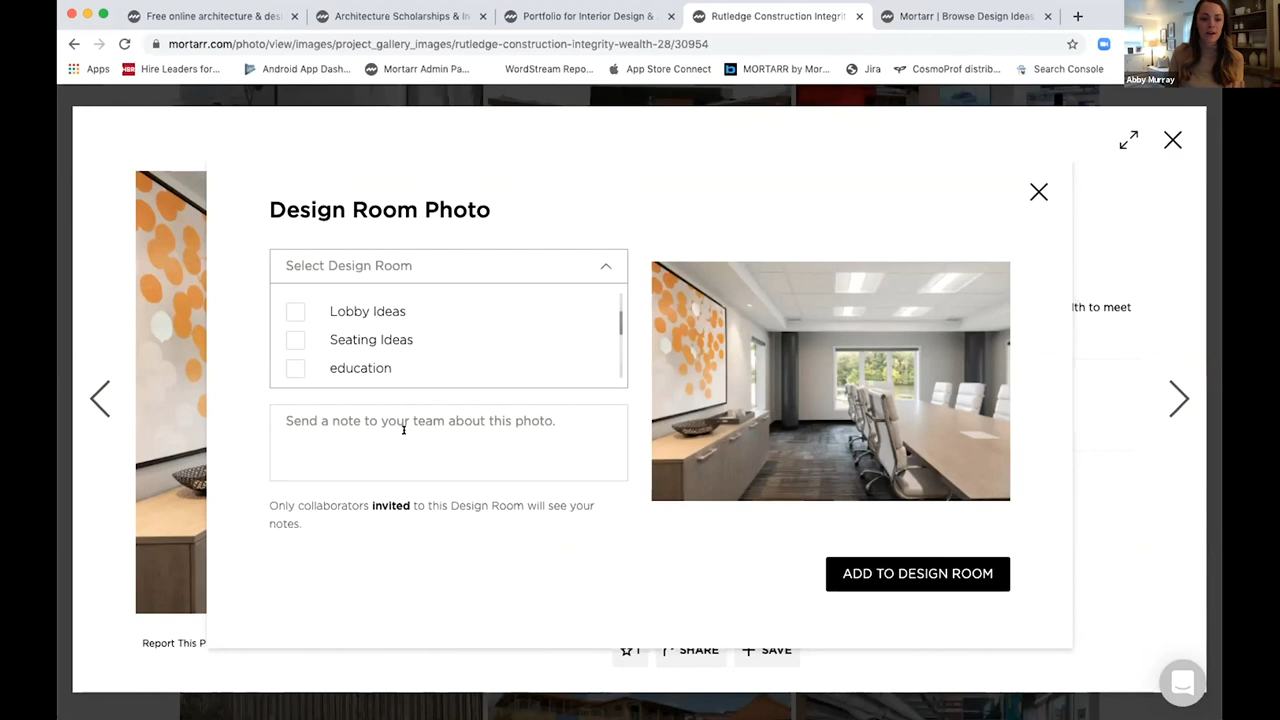 Free online architecture & desi
Architecture Scholarships & In
Portfolio for Interior Design &
Rutledge Construction Integrit
Mortarr | Browse Design Ideas
mortarr.com/photo/view/images/project_gallery_images/rutledge-construction-integrity-wealth-28/30954
Apps
HBR
Hire Leaders for...
Android App Dash...
Mortarr Admin Pa...
WordStream Repo...
App Store Connect
MORTARR by Mor...
Jira
CosmoProf distrib...
Search Console
Abby Murray
Design Room Photo
Select Design Room
Lobby Ideas
Seating Ideas
education
lth to meet
Send a note to your team about this photo.
Only collaborators invited to this Design Room will see your
notes.
ADD TO DESIGN ROOM
Report This P
1
SHARE
SAVE